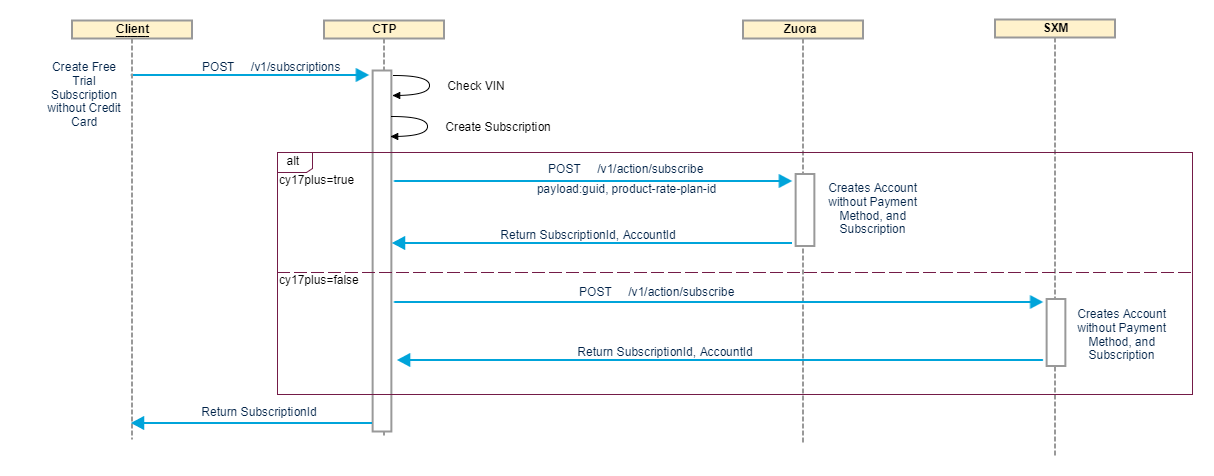 Client
CTP
Zuora
SXM
Create Free
Trial
Subscription
without Credit
Card
POST /v1/subscriptions
Check VIN
Create Subscription
alt
cy17plus=true
POST /v1/action/subscribe
payload:guid, product-rate-plan-id
Creates Account
without Payment
Method, and
Subscription
Return SubscriptionId, AccountId
cy17plus=false
POST /v1/action/subscribe
Creates Account
without Payment
Method, and
Subscription
Return SubscriptionId, AccountId
Return SubscriptionId